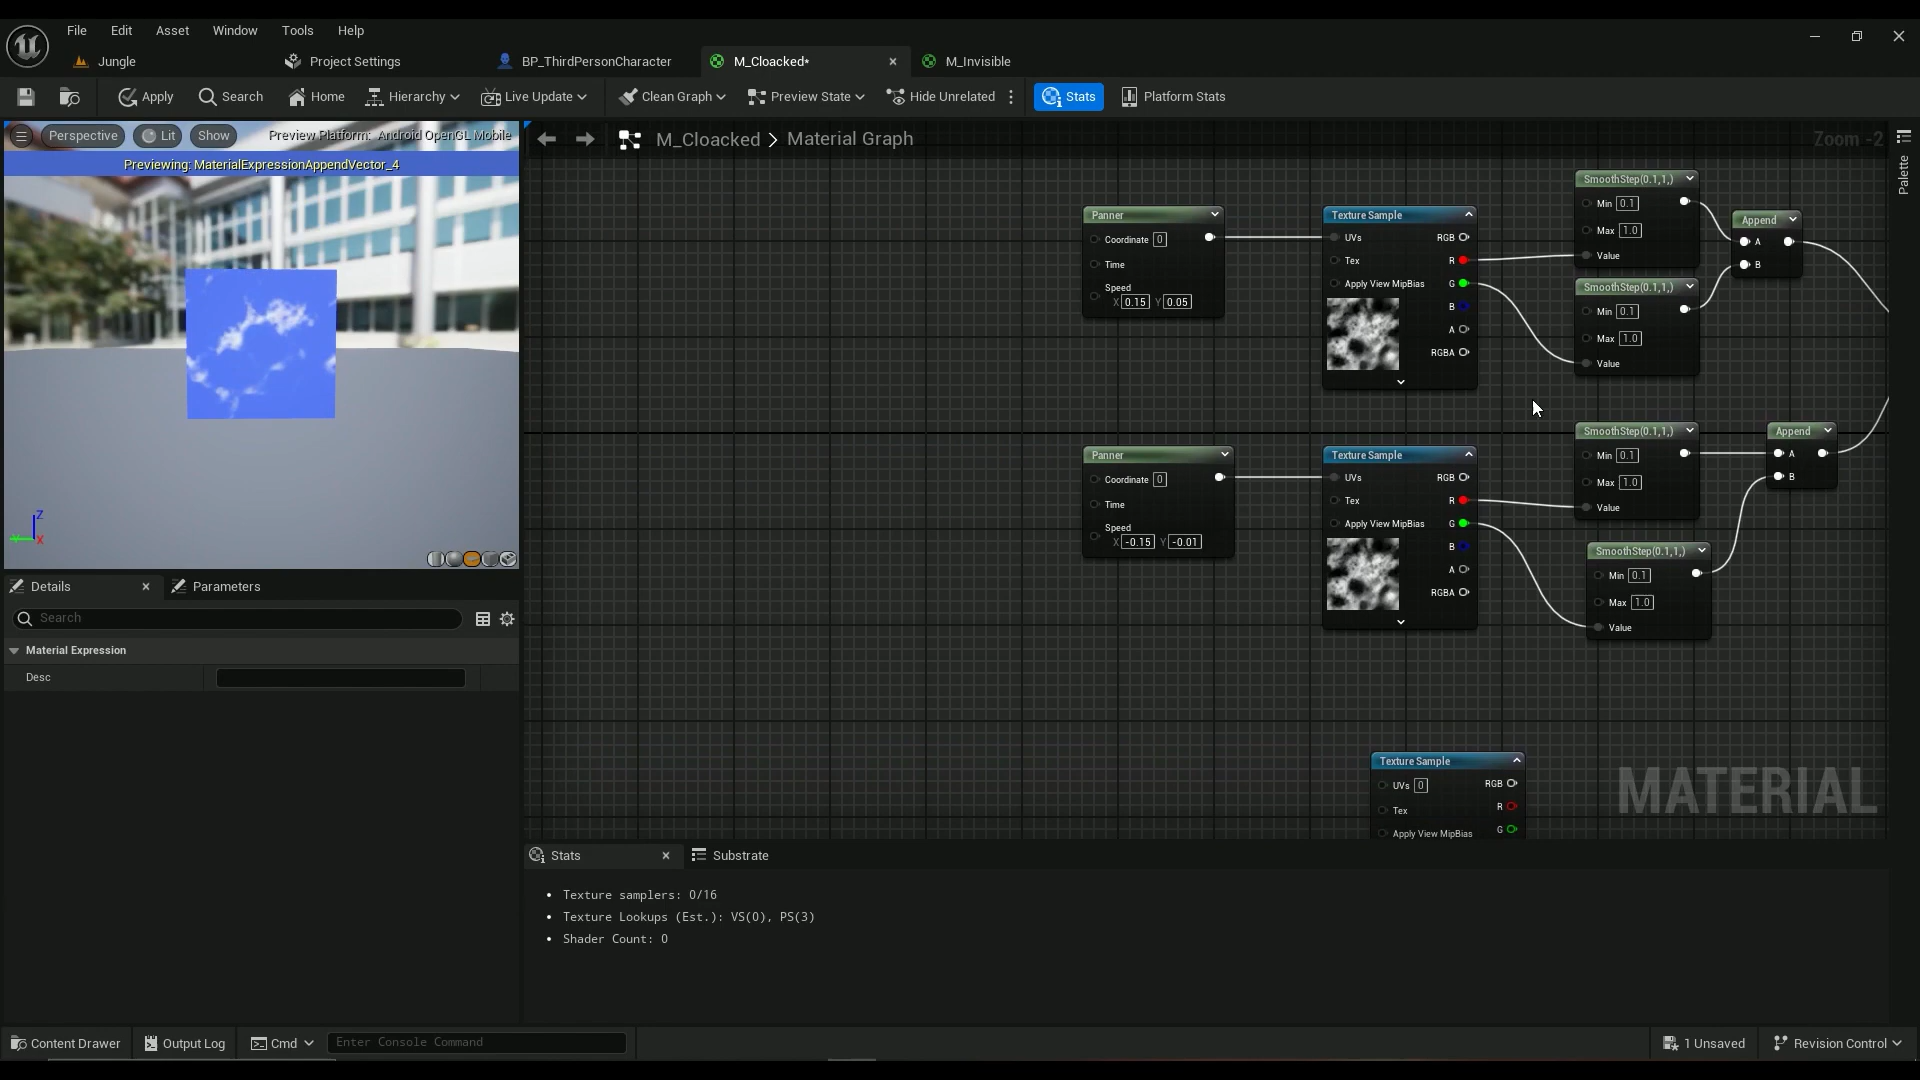 File Edit Asset Window Tools Help
Jungle Project Settings BP_ThirdPersonCharacter M_Cloacked* M_Invisible
Apply Search Home Hierarchy Live Update Clean Graph Preview State Hide Unrelated Stats Platform Stats
Perspective Lit Show Preview Platform: Android OpenGL Mobile
Previewing: MaterialExpressionAppendVector_4
Z
Y X
M_Cloacked > Material Graph
Zoom -2
Palette
Panner
Coordinate 0
Time
Speed
X 0.15 Y 0.05
Texture Sample
UVs RGB
Tex R
Apply View MipBias G
B
A
RGBA
SmoothStep(0.1,1,)
Min 0.1
Max 1.0
Value
SmoothStep(0.1,1,)
Min 0.1
Max 1.0
Value
Append
A
B
Panner
Coordinate 0
Time
Speed
X -0.15 Y -0.01
Texture Sample
UVs RGB
Tex R
Apply View MipBias G
B
A
RGBA
SmoothStep(0.1,1,)
Min 0.1
Max 1.0
Value
Append
A
B
SmoothStep(0.1,1,)
Min 0.1
Max 1.0
Value
Texture Sample
UVs 0 RGB
Tex R
Apply View MipBias G
MATERIAL
Details Parameters
Search
Material Expression
Desc
Stats Substrate
• Texture samplers: 0/16
• Texture Lookups (Est.): VS(0), PS(3)
• Shader Count: 0
Content Drawer Output Log Cmd Enter Console Command 1 Unsaved Revision Control